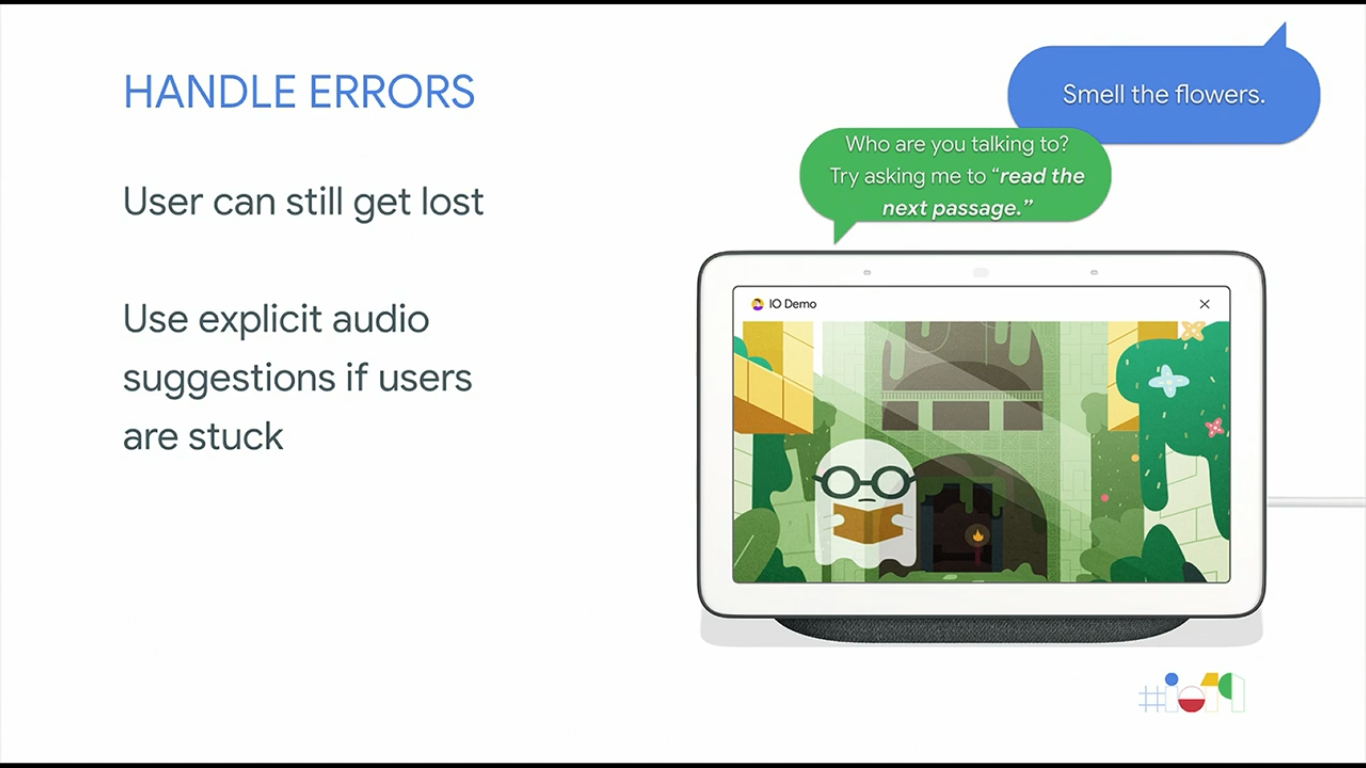 HANDLE ERRORS
User can still get lost
Use explicit audio
suggestions if users
are stuck
Smell the flowers.
Who are you talking to?
Try asking me to “read the
next passage.”
IO Demo
#io19